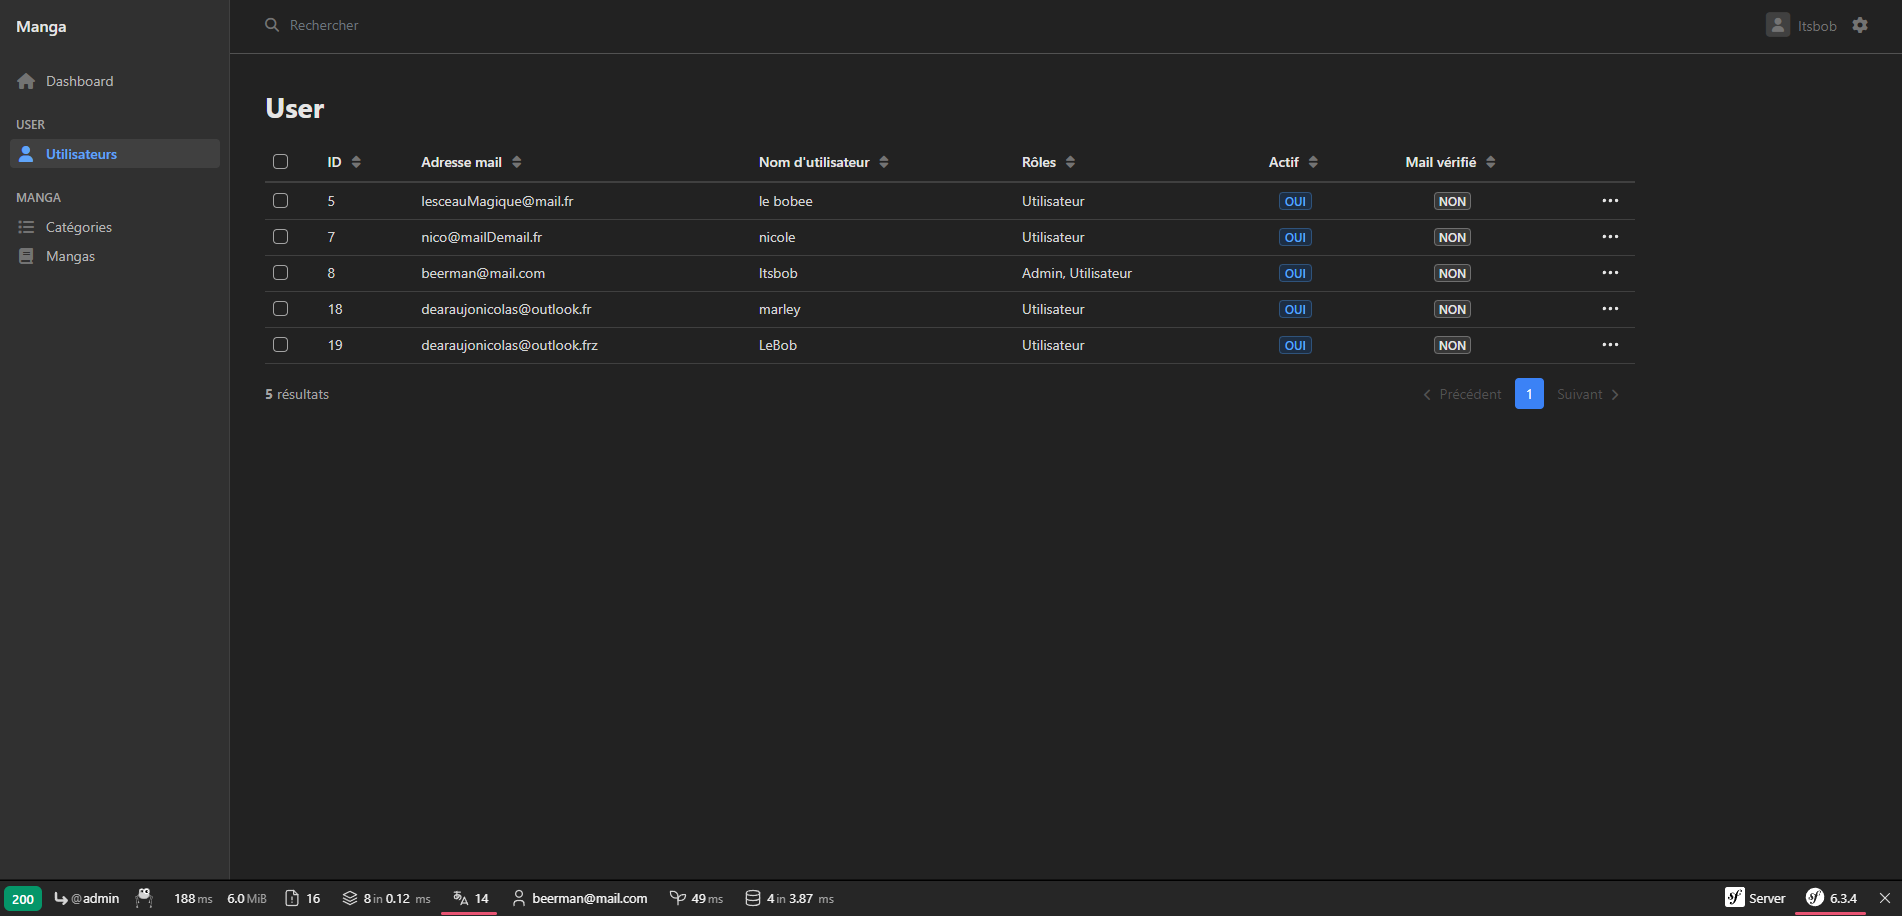 Manga
Rechercher
Itsbob
Dashboard
USER
Utilisateurs
MANGA
Catégories
Mangas
User
ID Adresse mail Nom d'utilisateur Rôles Actif Mail vérifié
5 lesceauMagique@mail.fr le bobee Utilisateur OUI NON ...
7 nico@mailDemail.fr nicole Utilisateur OUI NON ...
8 beerman@mail.com Itsbob Admin, Utilisateur OUI NON ...
18 dearaujonicolas@outlook.fr marley Utilisateur OUI NON ...
19 dearaujonicolas@outlook.frz LeBob Utilisateur OUI NON ...
5 résultats
Précédent 1 Suivant
200 @admin 188 ms 6.0 MiB 16 8 in 0.12 ms 14 beerman@mail.com 49 ms 4 in 3.87 ms Server 6.3.4